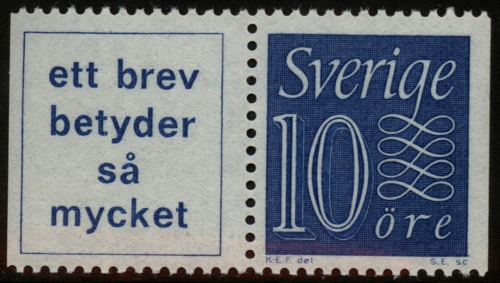 ett brev
betyder
så
mycket
Sverige
10
öre
K.E.F. del
S.E. sc